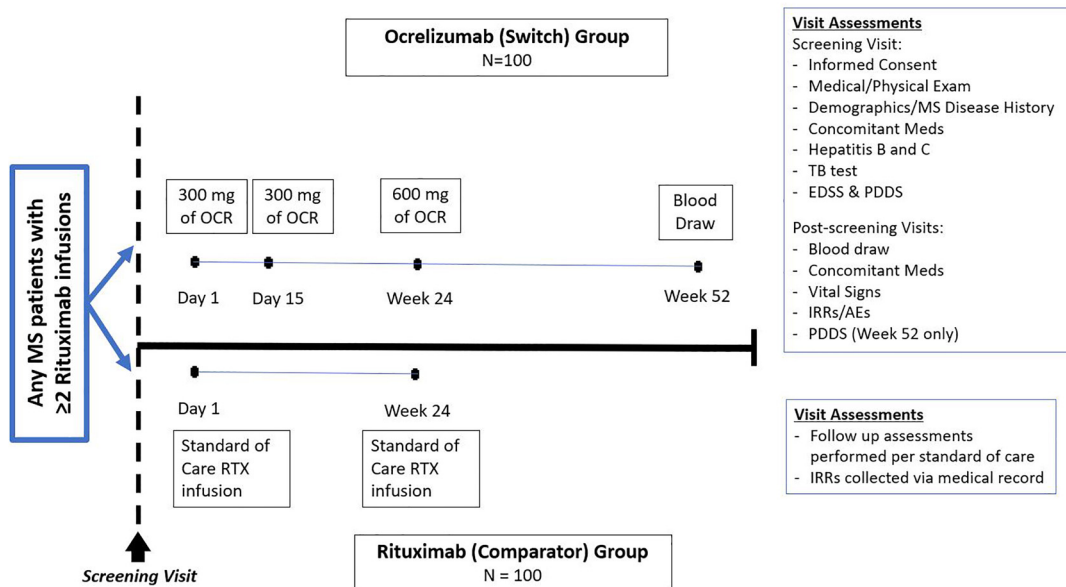 Ocrelizumab (Switch) Group
N=100
Any MS patients with
≥2 Rituximab infusions
300 mg
of OCR
300 mg
of OCR
600 mg
of OCR
Blood
Draw
Day 1
Day 15
Week 24
Week 52
Day 1
Week 24
Standard of
Care RTX
infusion
Standard of
Care RTX
infusion
Screening Visit
Rituximab (Comparator) Group
N = 100
Visit Assessments
Screening Visit:
- Informed Consent
- Medical/Physical Exam
- Demographics/MS Disease History
- Concomitant Meds
- Hepatitis B and C
- TB test
- EDSS & PDDS
Post-screening Visits:
- Blood draw
- Concomitant Meds
- Vital Signs
- IRRs/AEs
- PDDS (Week 52 only)
Visit Assessments
- Follow up assessments
performed per standard of care
- IRRs collected via medical record